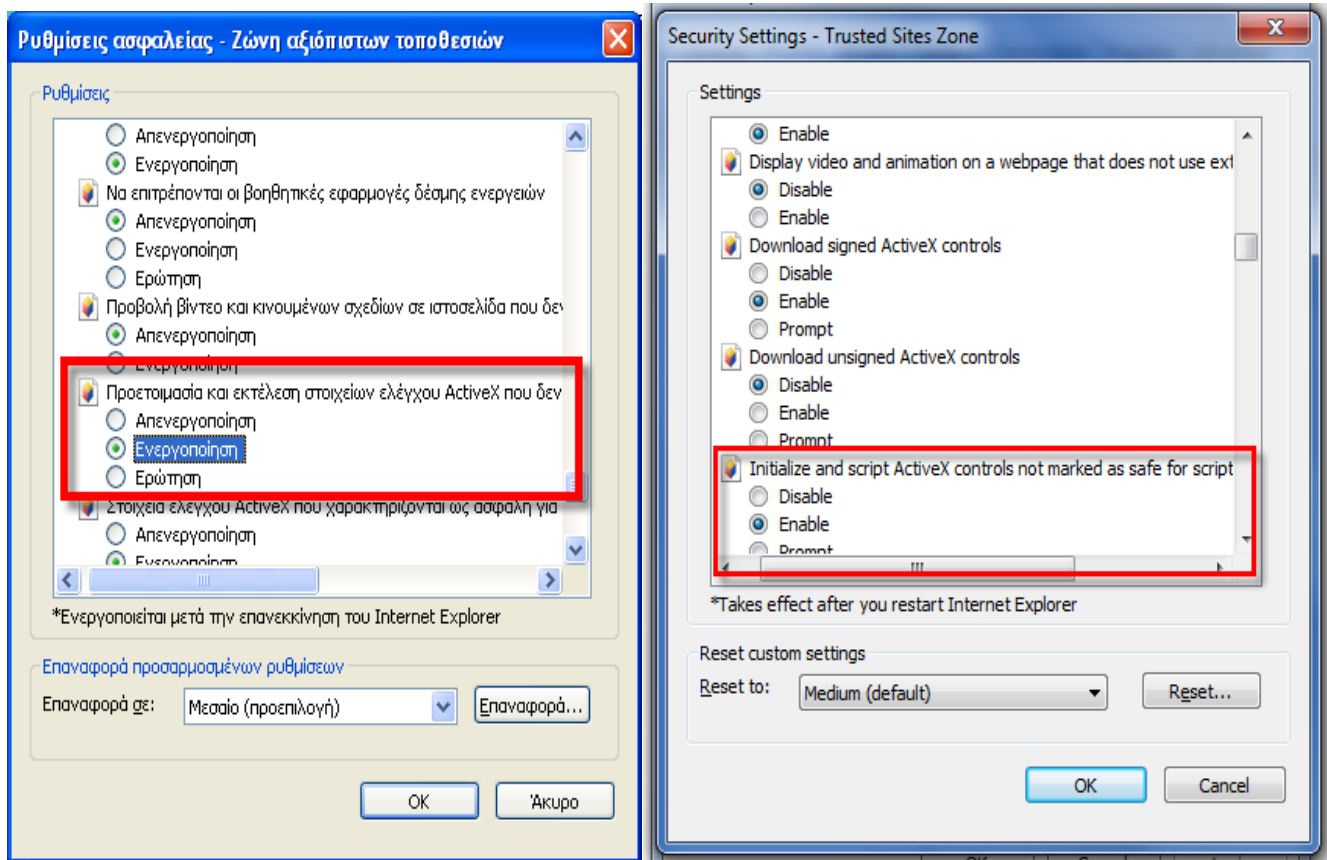 Ρυθμίσεις ασφαλείας - Ζώνη αξιόπιστων τοποθεσιών
Ρυθμίσεις
Απενεργοποίηση
Ενεργοποίηση
Να επιτρέπονται οι βοηθητικές εφαρμογές δέσμης ενεργειών
Απενεργοποίηση
Ενεργοποίηση
Ερώτηση
Προβολή βίντεο και κινουμένων σχεδίων σε ιστοσελίδα που δεν
Απενεργοποίηση
Ενεργοποίηση
Προετοιμασία και εκτέλεση στοιχείων ελέγχου ActiveX που δεν
Απενεργοποίηση
Ενεργοποίηση
Ερώτηση
Στοιχεία ελέγχου ActiveX που χαρακτηρίζονται ως ασφαλή για
Απενεργοποίηση
Ενεργοποίηση
*Ενεργοποιείται μετά την επανεκκίνηση του Internet Explorer
Επαναφορά προσαρμοσμένων ρυθμίσεων
Επαναφορά σε:
Μεσαίο (προεπιλογή)
Επαναφορά...
OK
Άκυρο
Security Settings - Trusted Sites Zone
Settings
Enable
Display video and animation on a webpage that does not use ext
Disable
Enable
Download signed ActiveX controls
Disable
Enable
Prompt
Download unsigned ActiveX controls
Disable
Enable
Prompt
Initialize and script ActiveX controls not marked as safe for script
Disable
Enable
Prompt
*Takes effect after you restart Internet Explorer
Reset custom settings
Reset to:
Medium (default)
Reset...
OK
Cancel